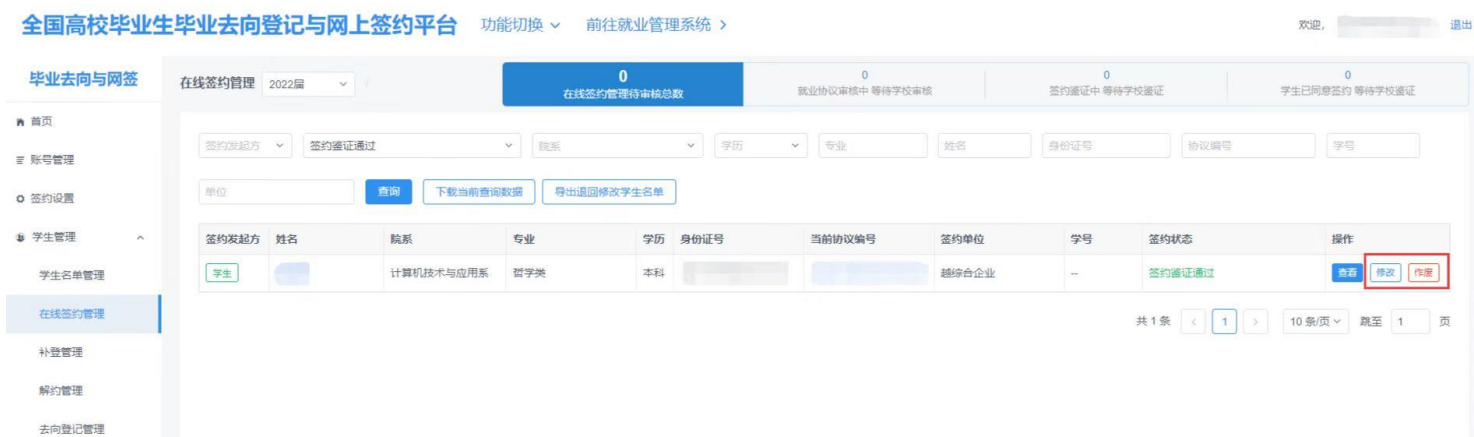 全国高校毕业生毕业去向登记与网上签约平台 功能切换 前往就业管理系统 > 欢迎, 退出
毕业去向与网签
在线签约管理 2022届
0
在线签约管理待审核总数
0
就业协议审核中 等待学校审核
0
签约鉴证中 等待学校鉴证
0
学生已同意签约 等待学校鉴证
首页
账号管理
签约设置
学生管理
学生名单管理
在线签约管理
补登管理
解约管理
去向登记管理
签约发起方 签约鉴证通过 院系 学历 专业 姓名 身份证号 协议编号 学号
单位 查询 下载当前查询数据 导出退回修改学生名单
签约发起方 姓名 院系 专业 学历 身份证号 当前协议编号 签约单位 学号 签约状态 操作
学生 计算机技术与应用系 哲学类 本科 越综合企业 -- 签约鉴证通过 查看 修改 作废
共 1 条 < 1 > 10 条/页 跳至 1 页